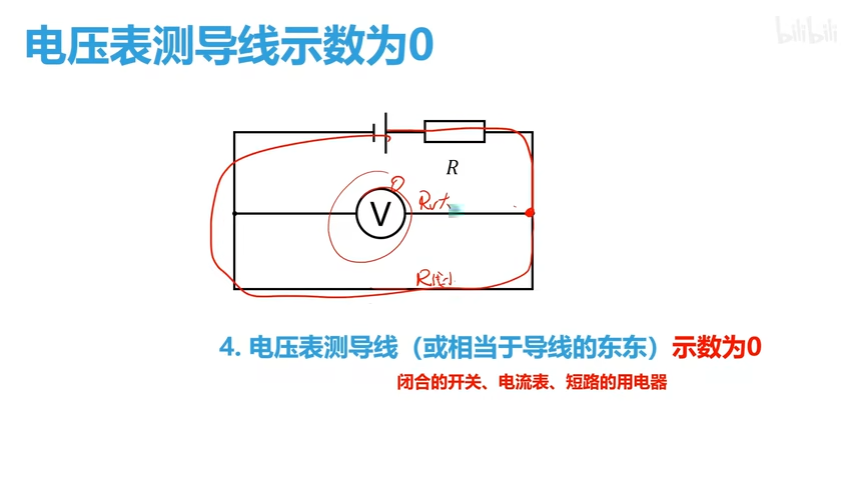 电压表测导线示数为0
bilibili
R
0
V
Rv大
4. 电压表测导线（或相当于导线的东东）示数为0
闭合的开关、电流表、短路的用电器